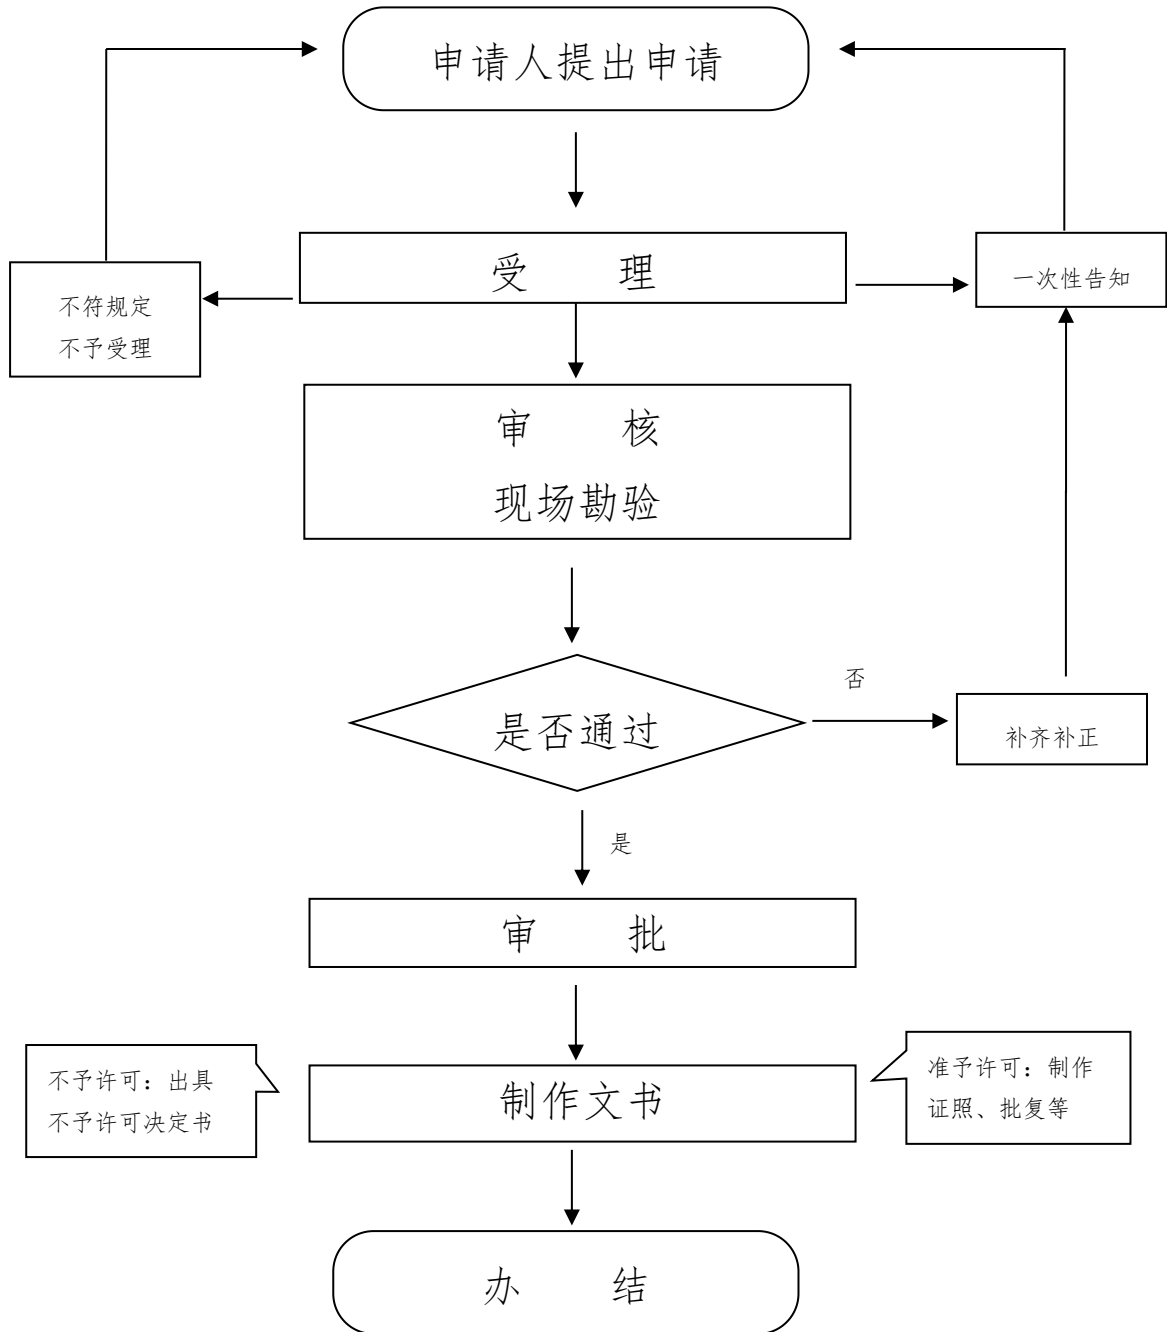 申请人提出申请
受 理
一次性告知
不符规定
不予受理
审 核
现场勘验
否
是否通过
补齐补正
是
审 批
不予许可：出具
不予许可决定书
制作文书
准予许可：制作
证照、批复等
办 结